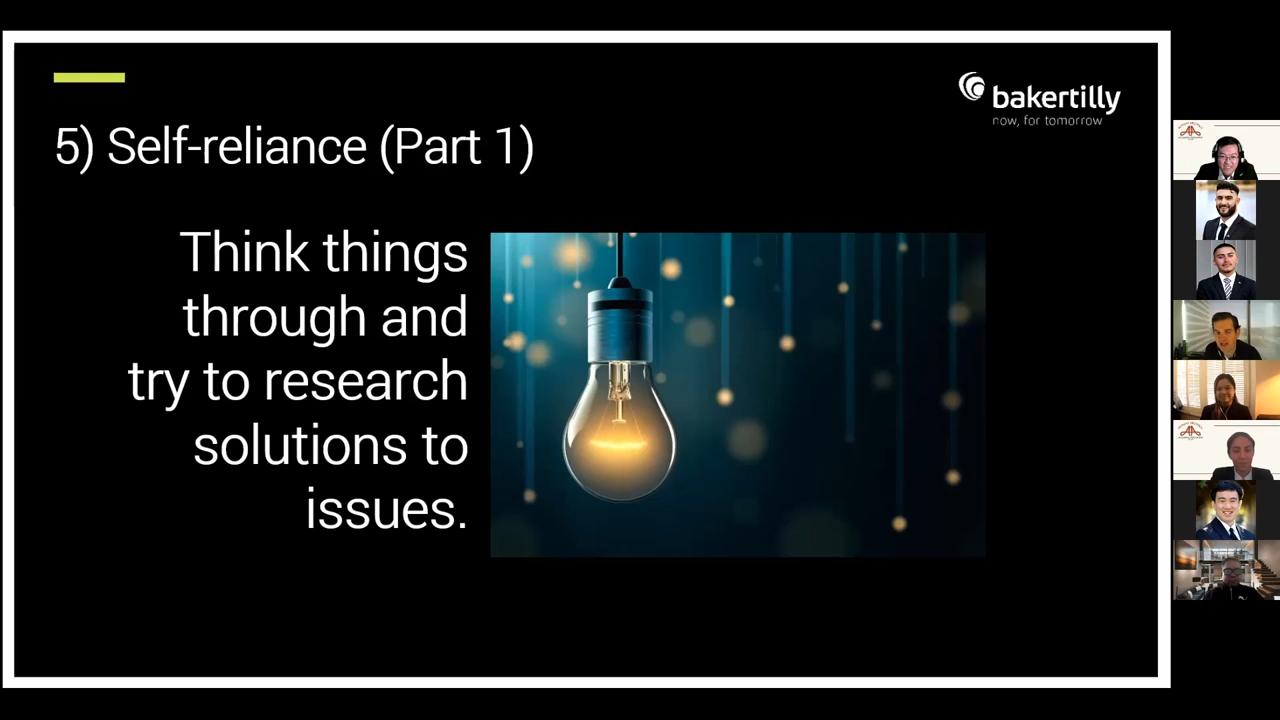 bakertilly
now, for tomorrow
5) Self-reliance (Part 1)
Think things
through and
try to research
solutions to
issues.